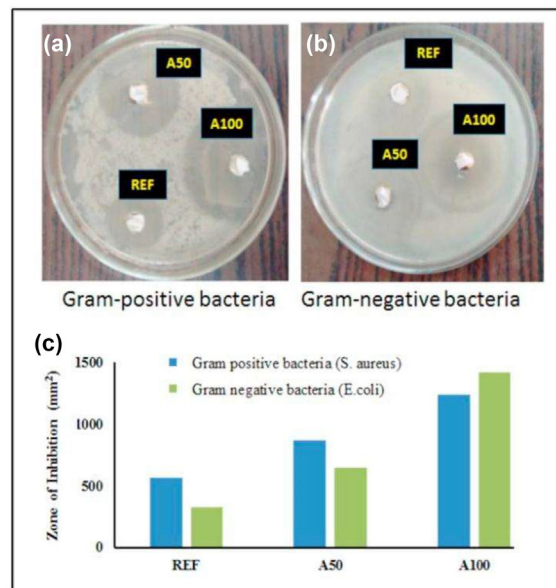 (a)
A50
A100
REF
Gram-positive bacteria
(b)
REF
A100
A50
Gram-negative bacteria
(c)
Gram positive bacteria (S. aureus)
Gram negative bacteria (E.coli)
Zone of Inhibition (mm²)
1500
1000
500
0
REF
A50
A100